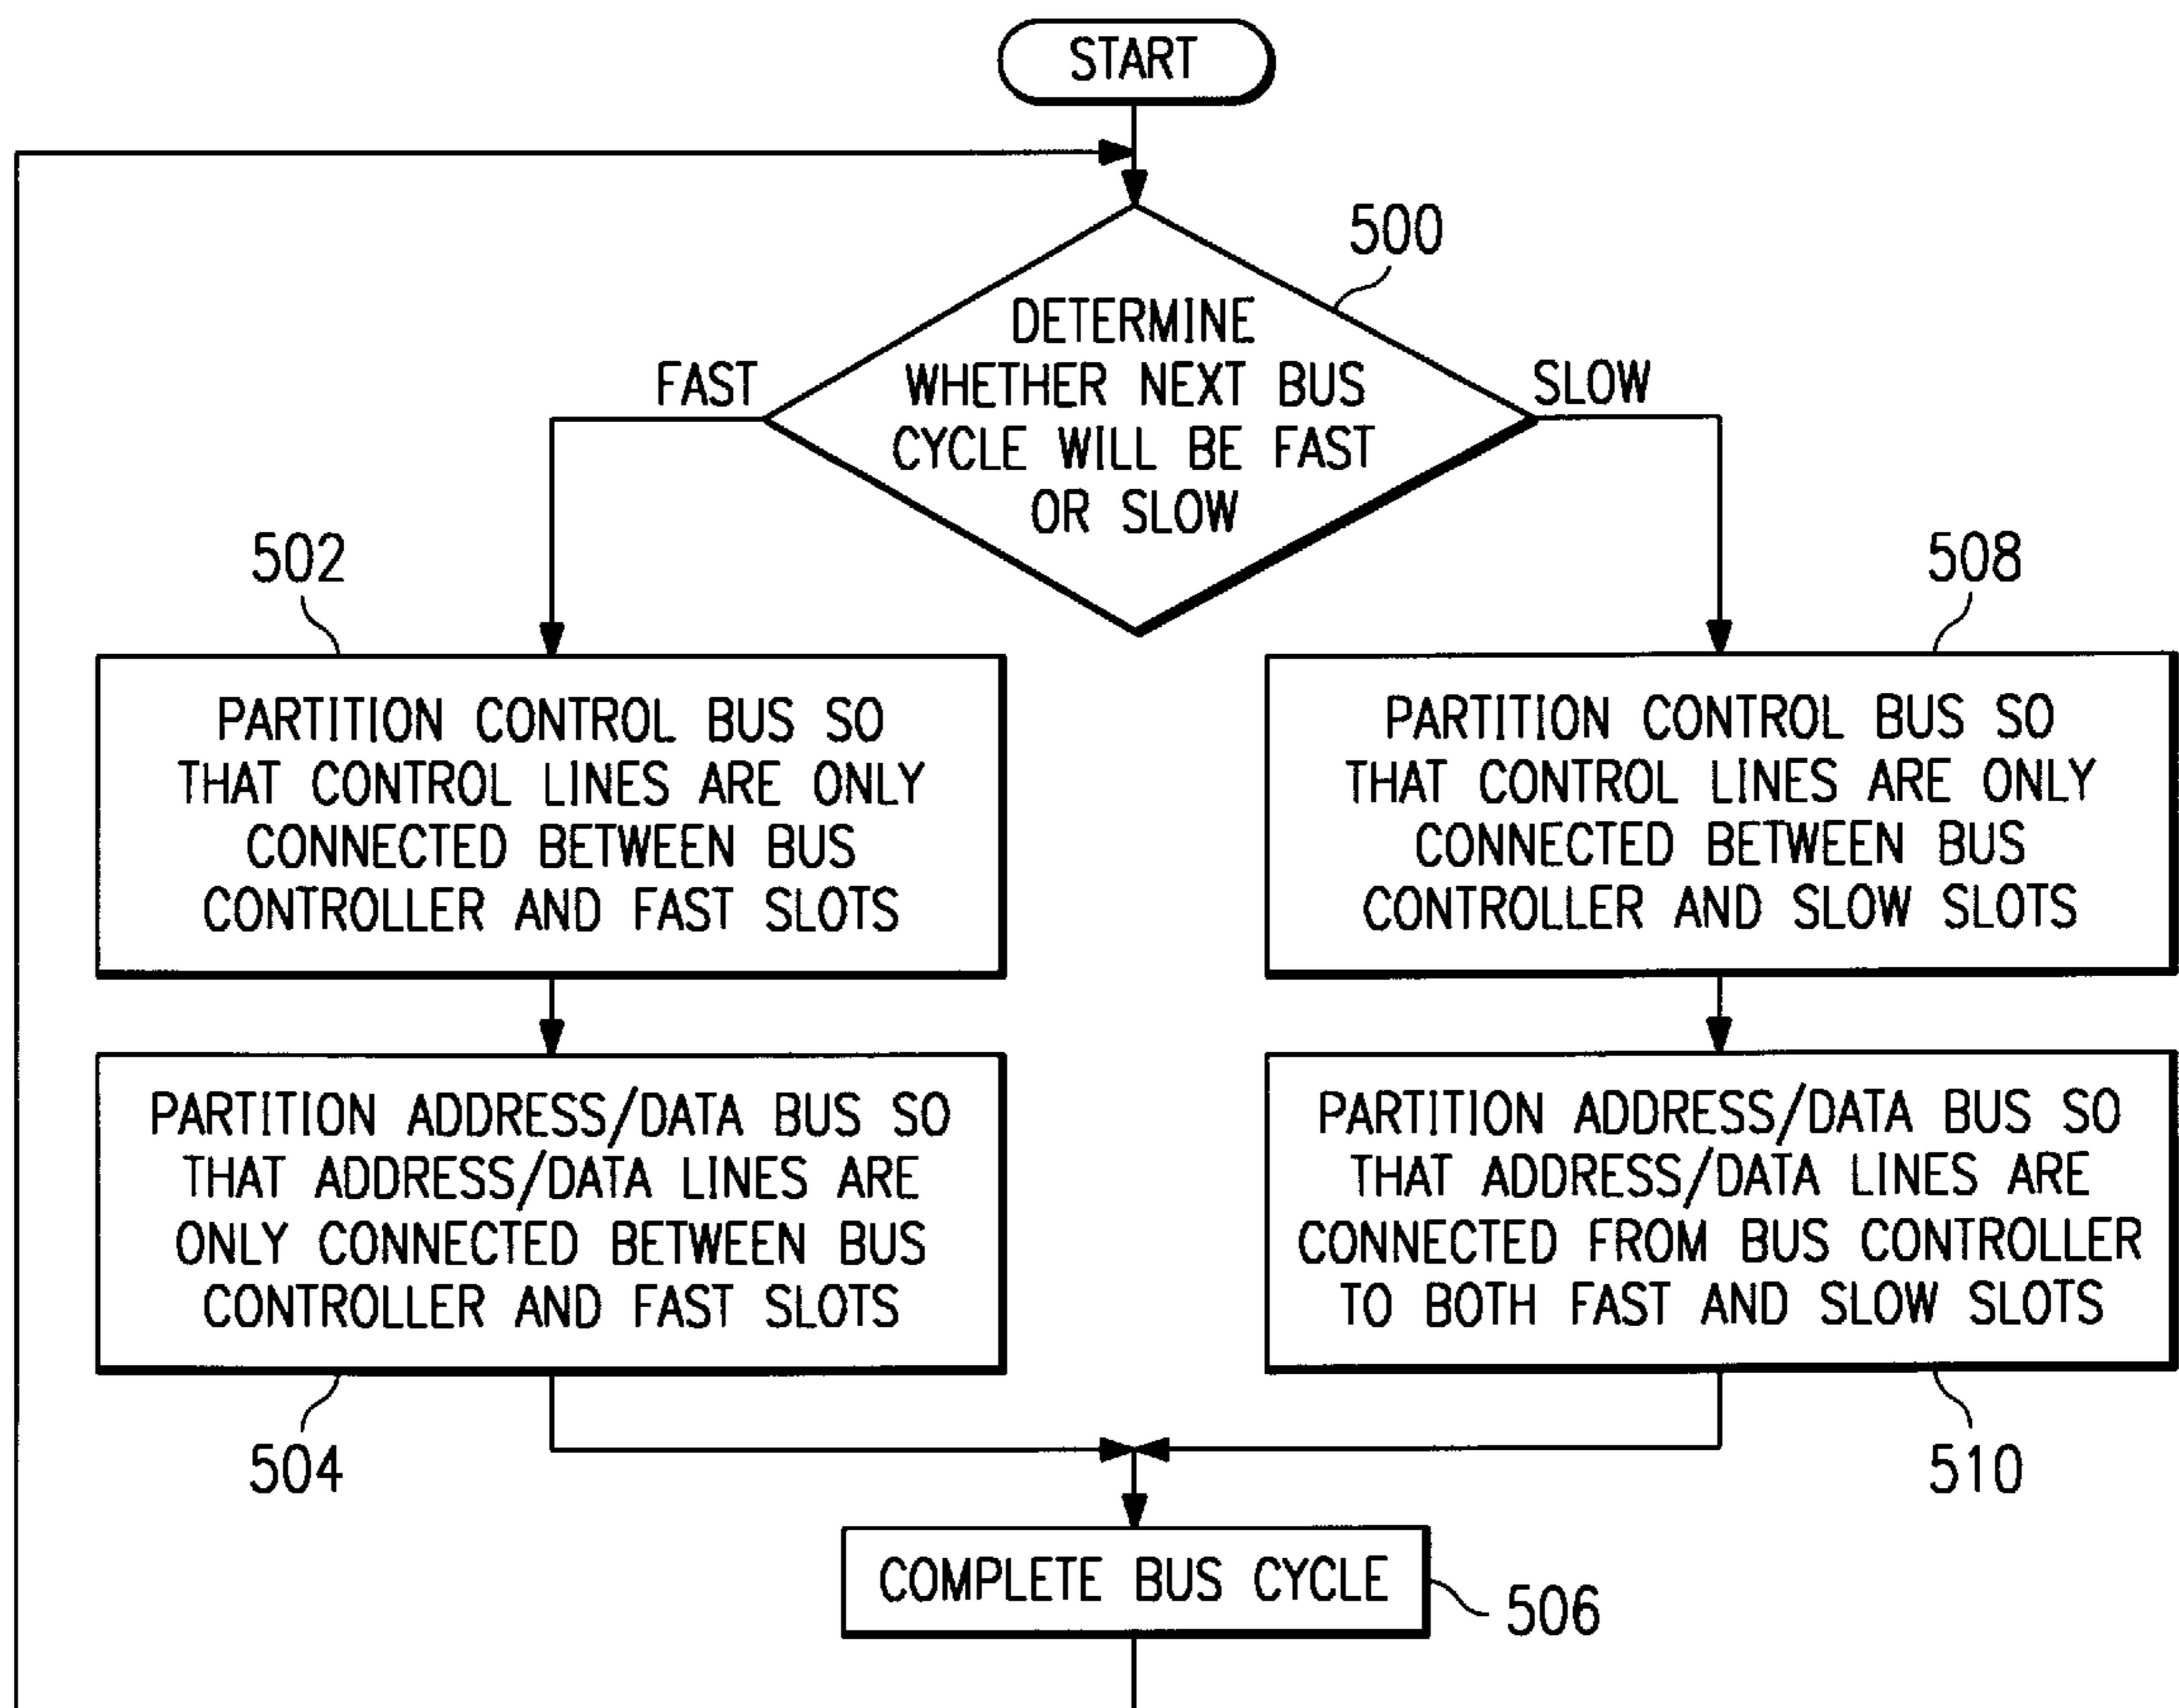 START
500
DETERMINE
WHETHER NEXT BUS
CYCLE WILL BE FAST
OR SLOW
FAST
SLOW
502
PARTITION CONTROL BUS SO
THAT CONTROL LINES ARE ONLY
CONNECTED BETWEEN BUS
CONTROLLER AND FAST SLOTS
508
PARTITION CONTROL BUS SO
THAT CONTROL LINES ARE ONLY
CONNECTED BETWEEN BUS
CONTROLLER AND SLOW SLOTS
PARTITION ADDRESS/DATA BUS SO
THAT ADDRESS/DATA LINES ARE
ONLY CONNECTED BETWEEN BUS
CONTROLLER AND FAST SLOTS
504
PARTITION ADDRESS/DATA BUS SO
THAT ADDRESS/DATA LINES ARE
CONNECTED FROM BUS CONTROLLER
TO BOTH FAST AND SLOW SLOTS
510
COMPLETE BUS CYCLE
506